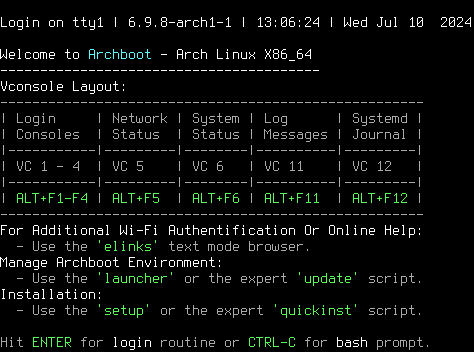 Login on tty1 | 6.9.8-arch1-1 | 13:06:24 | Wed Jul 10  2024
Welcome to Archboot - Arch Linux X86_64
----------------------------------------
Vconsole Layout:
-----------------------------------------------------
| Login     | Network | System | Log      | Systemd |
| Consoles  | Status  | Status | Messages | Journal |
|-----------|---------|--------|----------|---------|
| VC 1 - 4  | VC 5    | VC 6   | VC 11    | VC 12   |
|-----------|---------|--------|----------|---------|
| ALT+F1-F4 | ALT+F5  | ALT+F6 | ALT+F11  | ALT+F12 |
-----------------------------------------------------
For Additional Wi-Fi Authentification Or Online Help:
  - Use the 'elinks' text mode browser.
Manage Archboot Environment:
  - Use the 'launcher' or the expert 'update' script.
Installation:
  - Use the 'setup' or the expert 'quickinst' script.
Hit ENTER for login routine or CTRL-C for bash prompt.